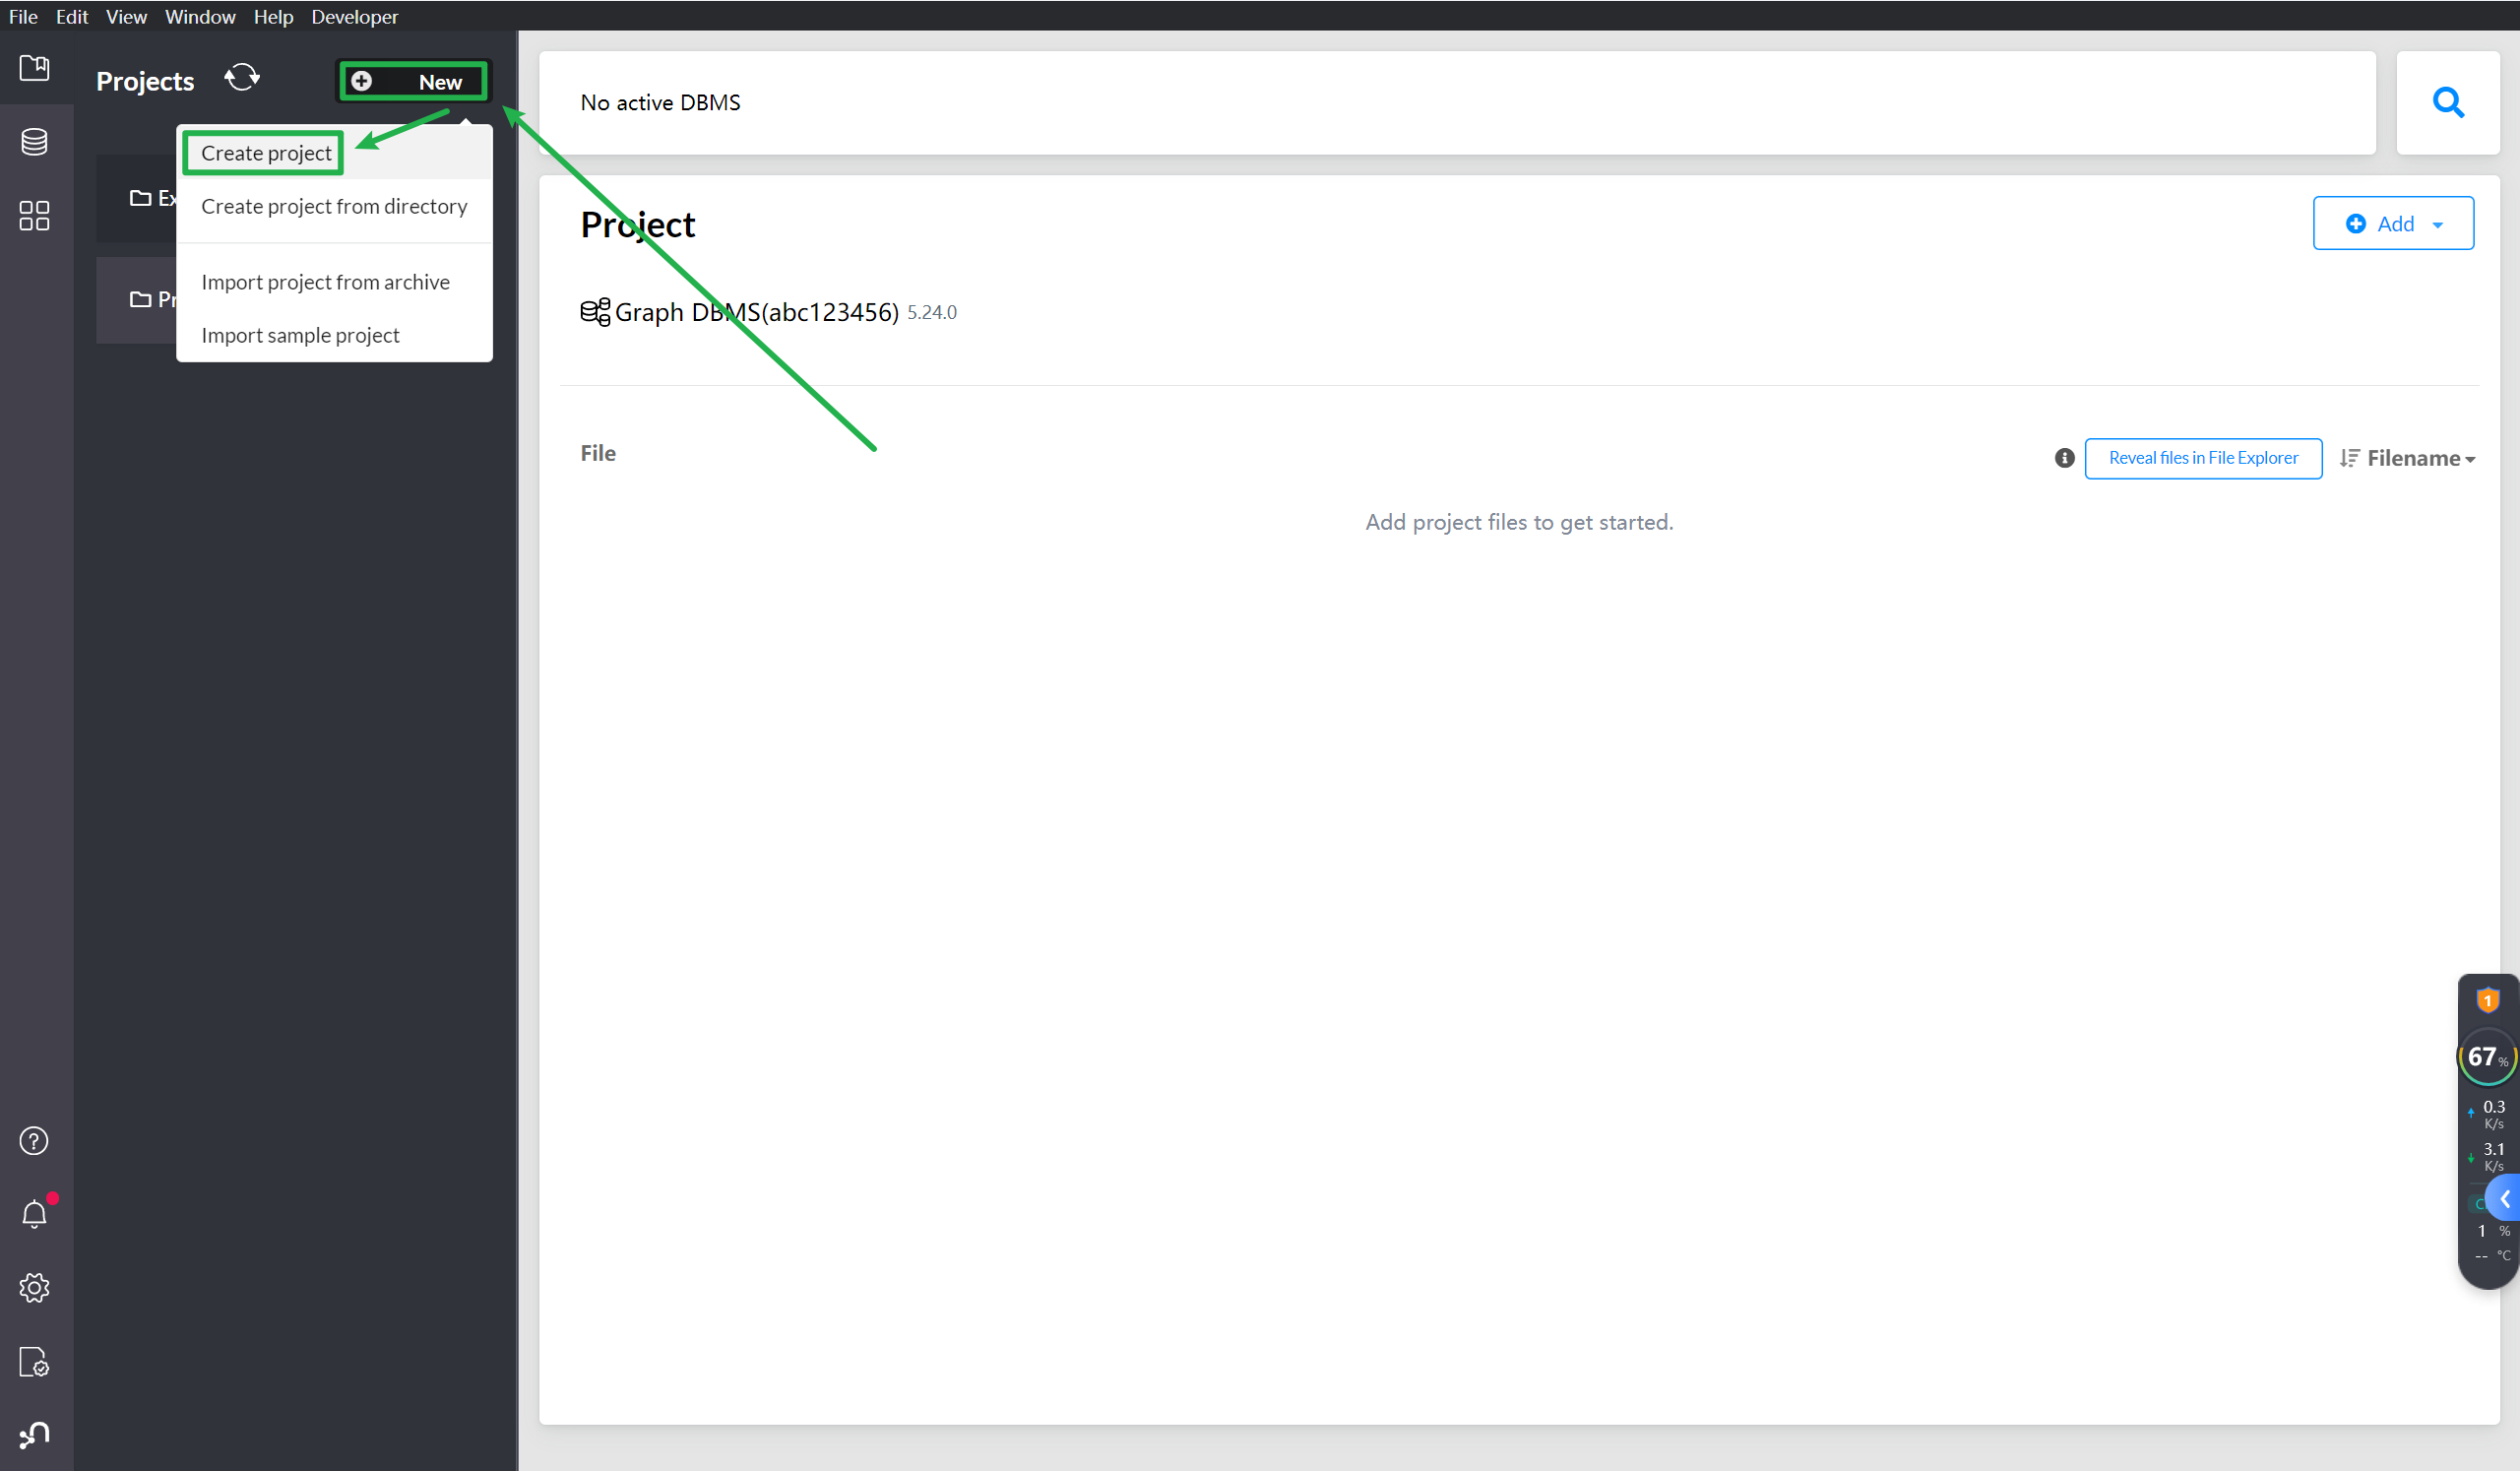 File Edit View Window Help Developer
Projects
New
Create project
Create project from directory
Import project from archive
Import sample project
Ex
Pr
No active DBMS
Project
Add
Graph DBMS(abc123456) 5.24.0
File
Reveal files in File Explorer
Filename
Add project files to get started.
1
67%
0.3
K/s
3.1
K/s
C
1 %
-- °C